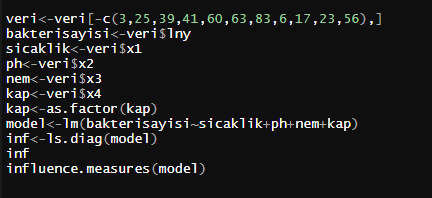 veri<-veri[-c(3,25,39,41,60,63,83,6,17,23,56),]
bakterisayisi<-veri$lny
sicaklik<-veri$x1
ph<-veri$x2
nem<-veri$x3
kap<-veri$x4
kap<-as.factor(kap)
model<-lm(bakterisayisi~sicaklik+ph+nem+kap)
inf<-ls.diag(model)
inf
influence.measures(model)